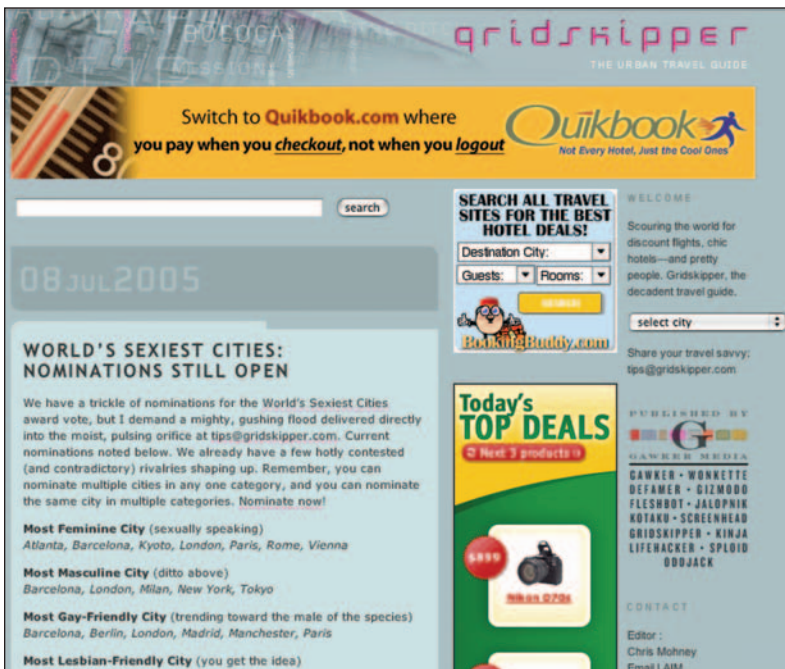 gridskipper
THE URBAN TRAVEL GUIDE
Switch to Quikbook.com where
you pay when you checkout, not when you logout
Quikbook
Not Every Hotel, Just the Cool Ones
8
search
08JUL2005
WORLD'S SEXIEST CITIES:
NOMINATIONS STILL OPEN
We have a trickle of nominations for the World's Sexiest Cities
award vote, but I demand a mighty, gushing flood delivered directly
into the moist, pulsing orifice at tips@gridskipper.com. Current
nominations noted below. We already have a few hotly contested
(and contradictory) rivalries shaping up. Remember, you can
nominate multiple cities in any one category, and you can nominate
the same city in multiple categories. Nominate now!
Most Feminine City (sexually speaking)
Atlanta, Barcelona, Kyoto, London, Paris, Rome, Vienna
Most Masculine City (ditto above)
Barcelona, London, Milan, New York, Tokyo
Most Gay-Friendly City (trending toward the male of the species)
Barcelona, Berlin, London, Madrid, Manchester, Paris
Most Lesbian-Friendly City (you get the idea)
SEARCH ALL TRAVEL
SITES FOR THE BEST
HOTEL DEALS!
Destination City:
Guests: Rooms:
SEARCH
BookingBuddy.com
Today's
TOP DEALS
Next 3 products
$899
Nikon D70s
WELCOME
Scouring the world for
discount flights, chic
hotels—and pretty
people. Gridskipper, the
decadent travel guide.
select city
Share your travel savvy:
tips@gridskipper.com
PUBLISHED BY
G
GAWKER MEDIA
GAWKER • WONKETTE
DEFAMER • GIZMODO
FLESHBOT • JALOPNIK
KOTAKU • SCREENHEAD
GRIDSKIPPER • KINJA
LIFEHACKER • SPLOID
ODDJACK
CONTACT
Editor :
Chris Mohney
Email | AIM